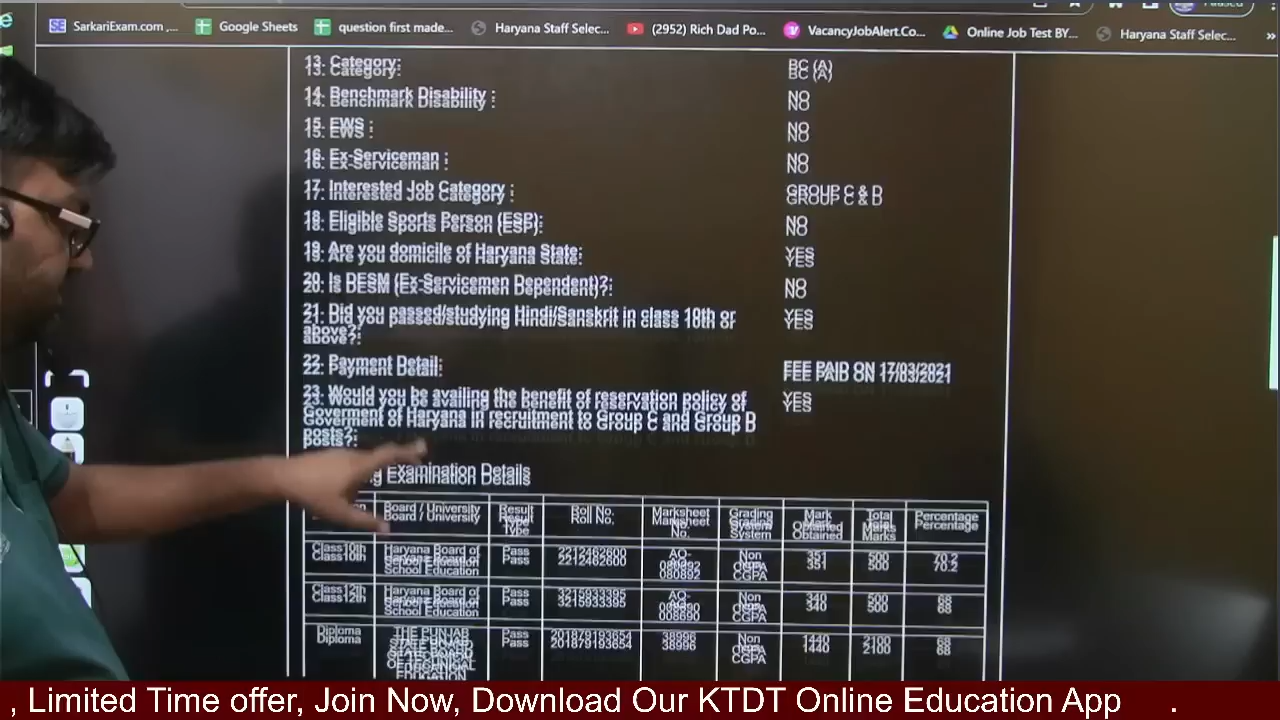 SarkariExam.com ,...
Google Sheets
question first made...
Haryana Staff Selec...
(2952) Rich Dad Po...
VacancyJobAlert.Co...
Online Job Test BY...
Haryana Staff Selec...
»
13. Category: BC (A)
14. Benchmark Disability : NO
15. EWS : NO
16. Ex-Serviceman : NO
17. Interested Job Category : GROUP C & D
18. Eligible Sports Person (ESP): NO
19. Are you domicile of Haryana State: YES
20. Is DESM (Ex-Servicemen Dependent)?: NO
21. Did you passed/studying Hindi/Sanskrit in class 10th or YES
above?:
22. Payment Detail: FEE PAID ON 17/03/2021
23. Would you be availing the benefit of reservation policy of YES
Goverment of Haryana in recruitment to Group C and Group D
posts?:
Examination Details
Board / University Result Type Roll No. Marksheet No. Grading System Mark Obtained Total Marks Percentage
Class10th Haryana Board of School Education Pass 2212462600 AQ-080892 Non CGPA 351 500 70.2
Class12th Haryana Board of School Education Pass 3215933395 AQ-008690 Non CGPA 340 500 68
Diploma THE PUNJAB STATE BOARD OF TECHNICAL EDUCATION Pass 201879193654 38996 Non CGPA 1440 2100 68
, Limited Time offer, Join Now, Download Our KTDT Online Education App .